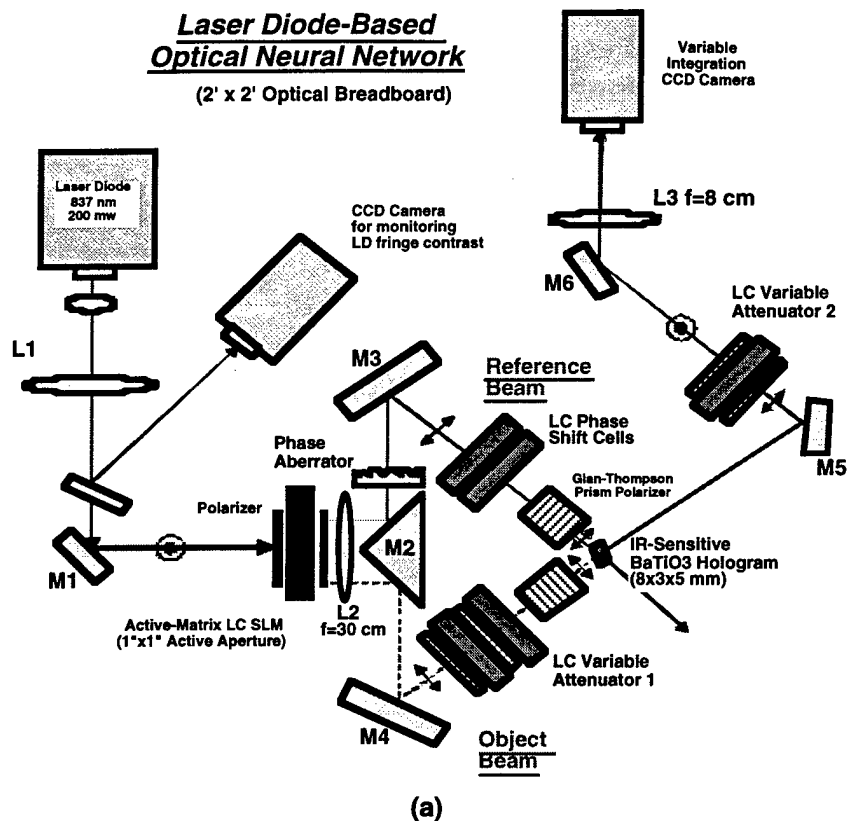 Laser Diode-Based
Optical Neural Network
(2' x 2' Optical Breadboard)
Variable
Integration
CCD Camera
Laser Diode
837 nm
200 mw
CCD Camera
for monitoring
LD fringe contrast
L3 f=8 cm
M6
LC Variable
Attenuator 2
L1
M3
Reference
Beam
LC Phase
Shift Cells
M5
Phase
Aberrator
Glan-Thompson
Prism Polarizer
Polarizer
M2
IR-Sensitive
BaTiO3 Hologram
(8x3x5 mm)
M1
L2
f=30 cm
Active-Matrix LC SLM
(1"x1" Active Aperture)
LC Variable
Attenuator 1
M4
Object
Beam
(a)